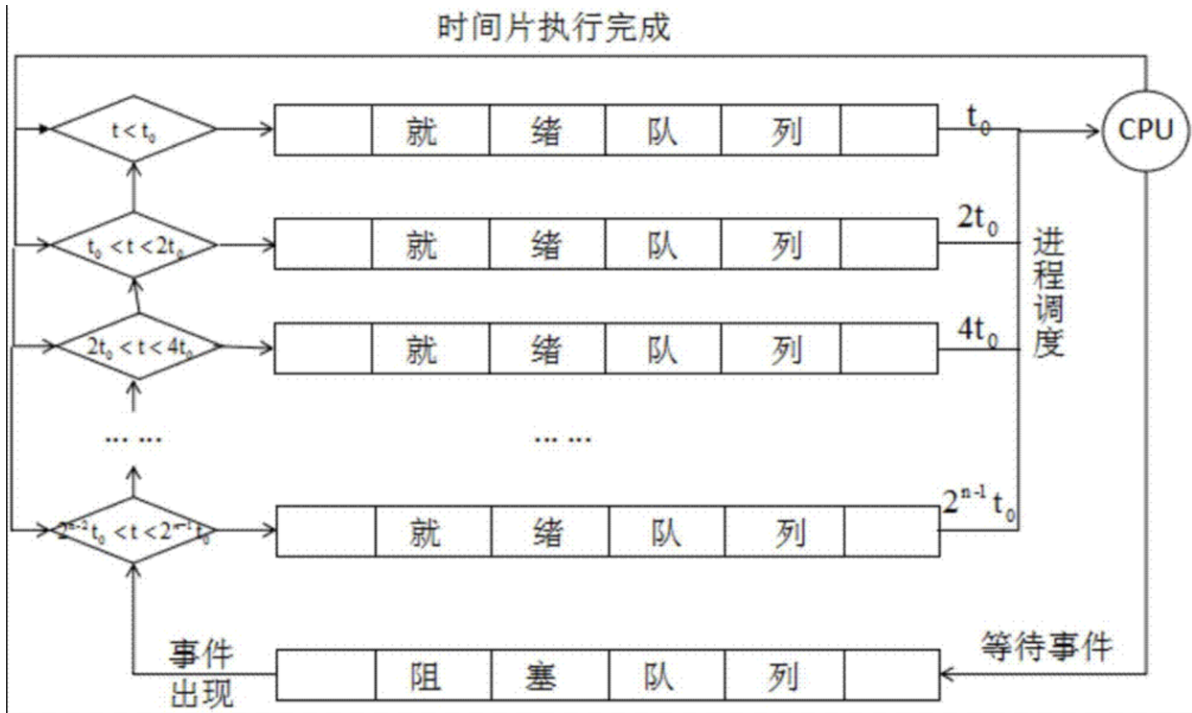 时间片执行完成
t < t₀
就 绪 队 列
t₀
CPU
t₀ < t < 2t₀
就 绪 队 列
2t₀
进程调度
2t₀ < t < 4t₀
就 绪 队 列
4t₀
... ...
... ...
2ⁿ⁻² t₀ < t < 2ⁿ⁻¹ t₀
就 绪 队 列
2ⁿ⁻¹ t₀
事件
出现
阻 塞 队 列
等待事件